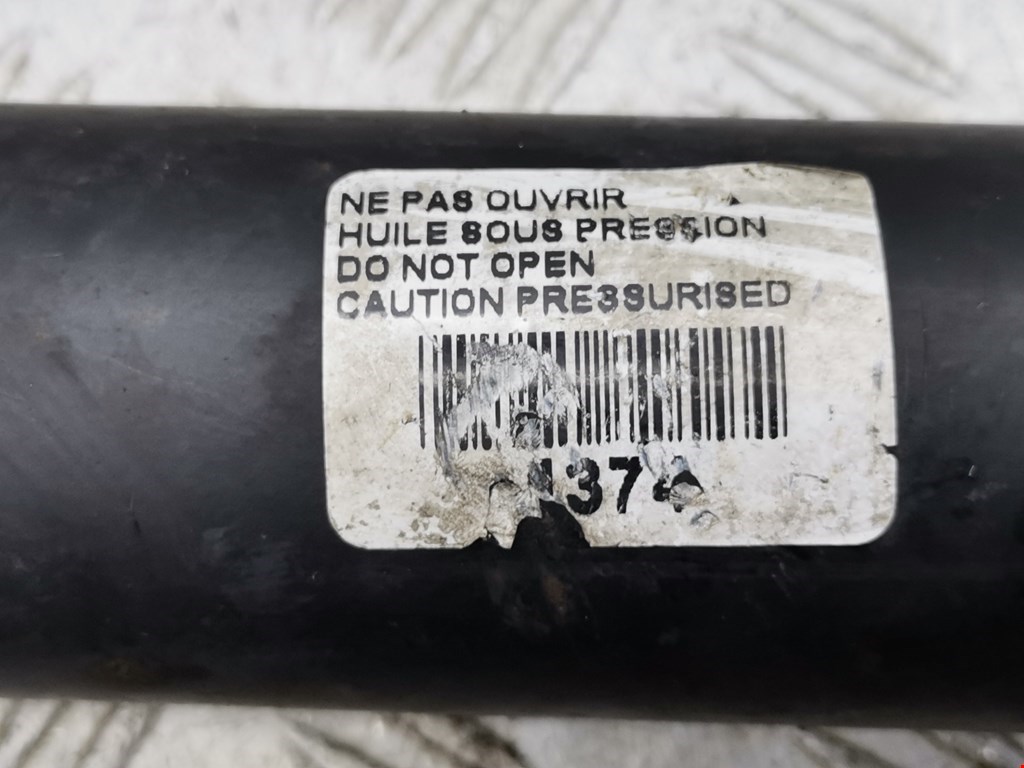 NE PAS OUVRIR
HUILE SOUS PRESSION
DO NOT OPEN
CAUTION PRESSURISED